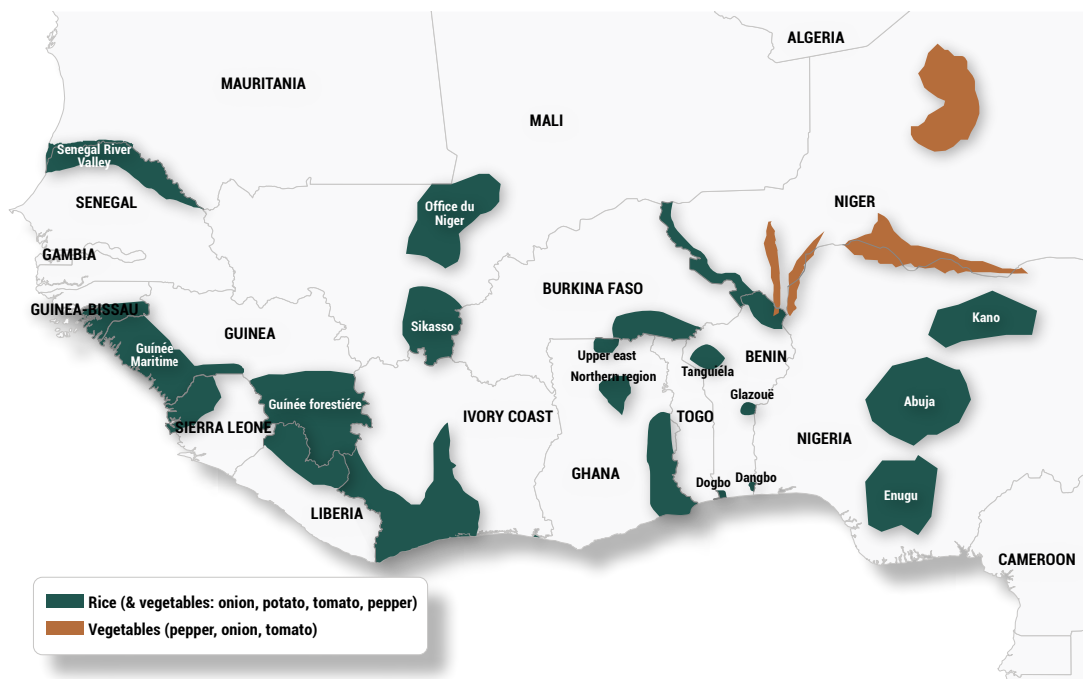 ALGERIA
MAURITANIA
MALI
Senegal River
Valley
SENEGAL
Office du
Niger
NIGER
GAMBIA
BURKINA FASO
GUINEA-BISSAU
GUINEA
Sikasso
Kano
Guinée
Maritime
Upper east
BENIN
Tanguiéla
Northern region
Glazouë
Guinée forestiére
IVORY COAST
TOGO
Abuja
SIERRA LEONE
NIGERIA
GHANA
Dogbo
Dangbo
Enugu
LIBERIA
CAMEROON
Rice (& vegetables: onion, potato, tomato, pepper)
Vegetables (pepper, onion, tomato)